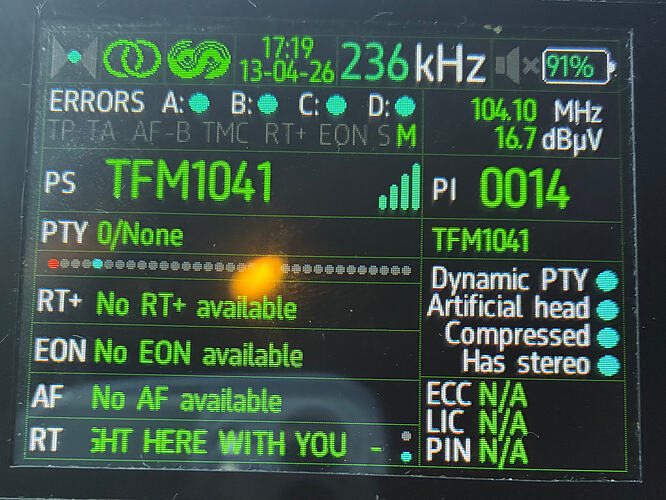 17:19
13-04-26
236 kHz
91%
ERRORS A: B: C: D:
TP TA AF-B TMC RT+ EON S M
104.10 MHz
16.7 dBµV
PS TFM1041
PI 0014
PTY 0/None
TFM1041
Dynamic PTY
Artificial head
Compressed
Has stereo
RT+ No RT+ available
EON No EON available
AF No AF available
RT GHT HERE WITH YOU -
ECC N/A
LIC N/A
PIN N/A